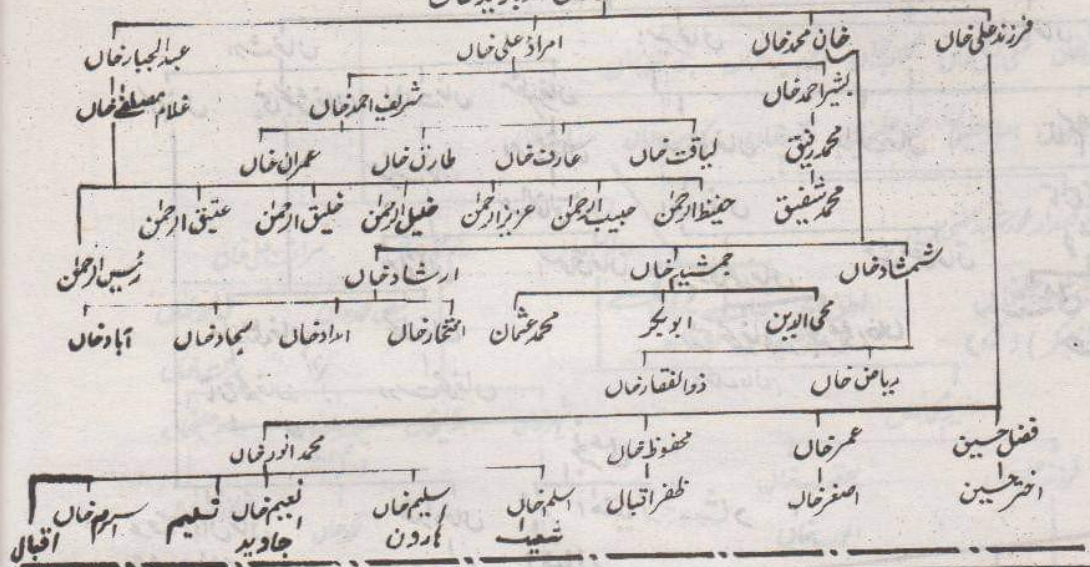 فرزند علی خاں خان محمد خاں امراؤ علی خاں عبدالجبار خاں
بشیر احمد خاں شریف احمد خاں غلام مصطفےٰ خاں
محمد رفیق لیاقت خاں عارف خاں طارق خاں عمران خاں
محمد شفیق حفیظ الرحمٰن حبیب الرحمٰن عزیز الرحمٰن خلیل الرحمٰن خلیق الرحمٰن عتیق الرحمٰن
شمشاد خاں جمشید خاں ارشاد خاں رئیس الرحمٰن
محی الدین ابوبکر محمد عثمان افتخار خاں امداد خاں سجاد خاں آباد خاں
ریاض خاں ذوالفقار خاں
فضل حسین عمر خاں محفوظ خاں محمد انور خاں
اختر حسین اصغر خاں ظفر اقبال اسلم خاں سلیم خاں نعیم خاں تسلیم اسرم خاں اقبال
شعیب ہارون جاوید